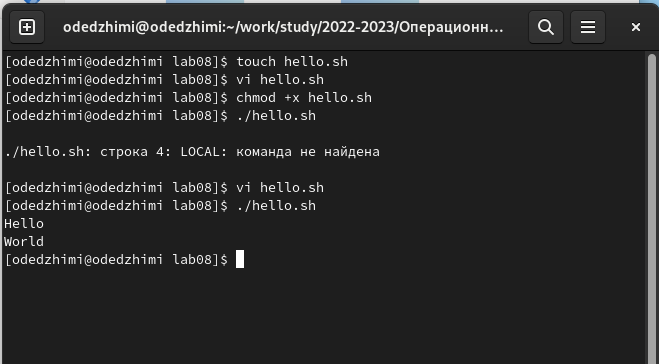 odedzhimi@odedzhimi:~/work/study/2022-2023/Операционн...
[odedzhimi@odedzhimi lab08]$ touch hello.sh
[odedzhimi@odedzhimi lab08]$ vi hello.sh
[odedzhimi@odedzhimi lab08]$ chmod +x hello.sh
[odedzhimi@odedzhimi lab08]$ ./hello.sh
./hello.sh: строка 4: LOCAL: команда не найдена
[odedzhimi@odedzhimi lab08]$ vi hello.sh
[odedzhimi@odedzhimi lab08]$ ./hello.sh
Hello
World
[odedzhimi@odedzhimi lab08]$